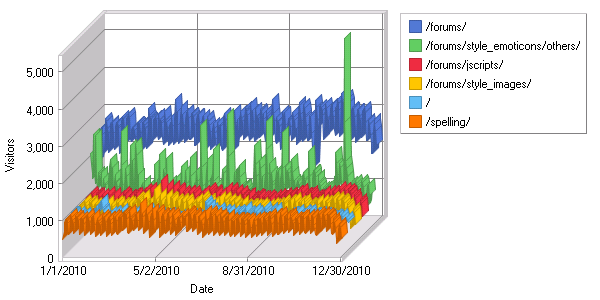 /forums/
/forums/style_emoticons/others/
/forums/jscripts/
/forums/style_images/
/
/spelling/
5,000
4,000
3,000
2,000
1,000
0
Visitors
1/1/2010 5/2/2010 8/31/2010 12/30/2010
Date